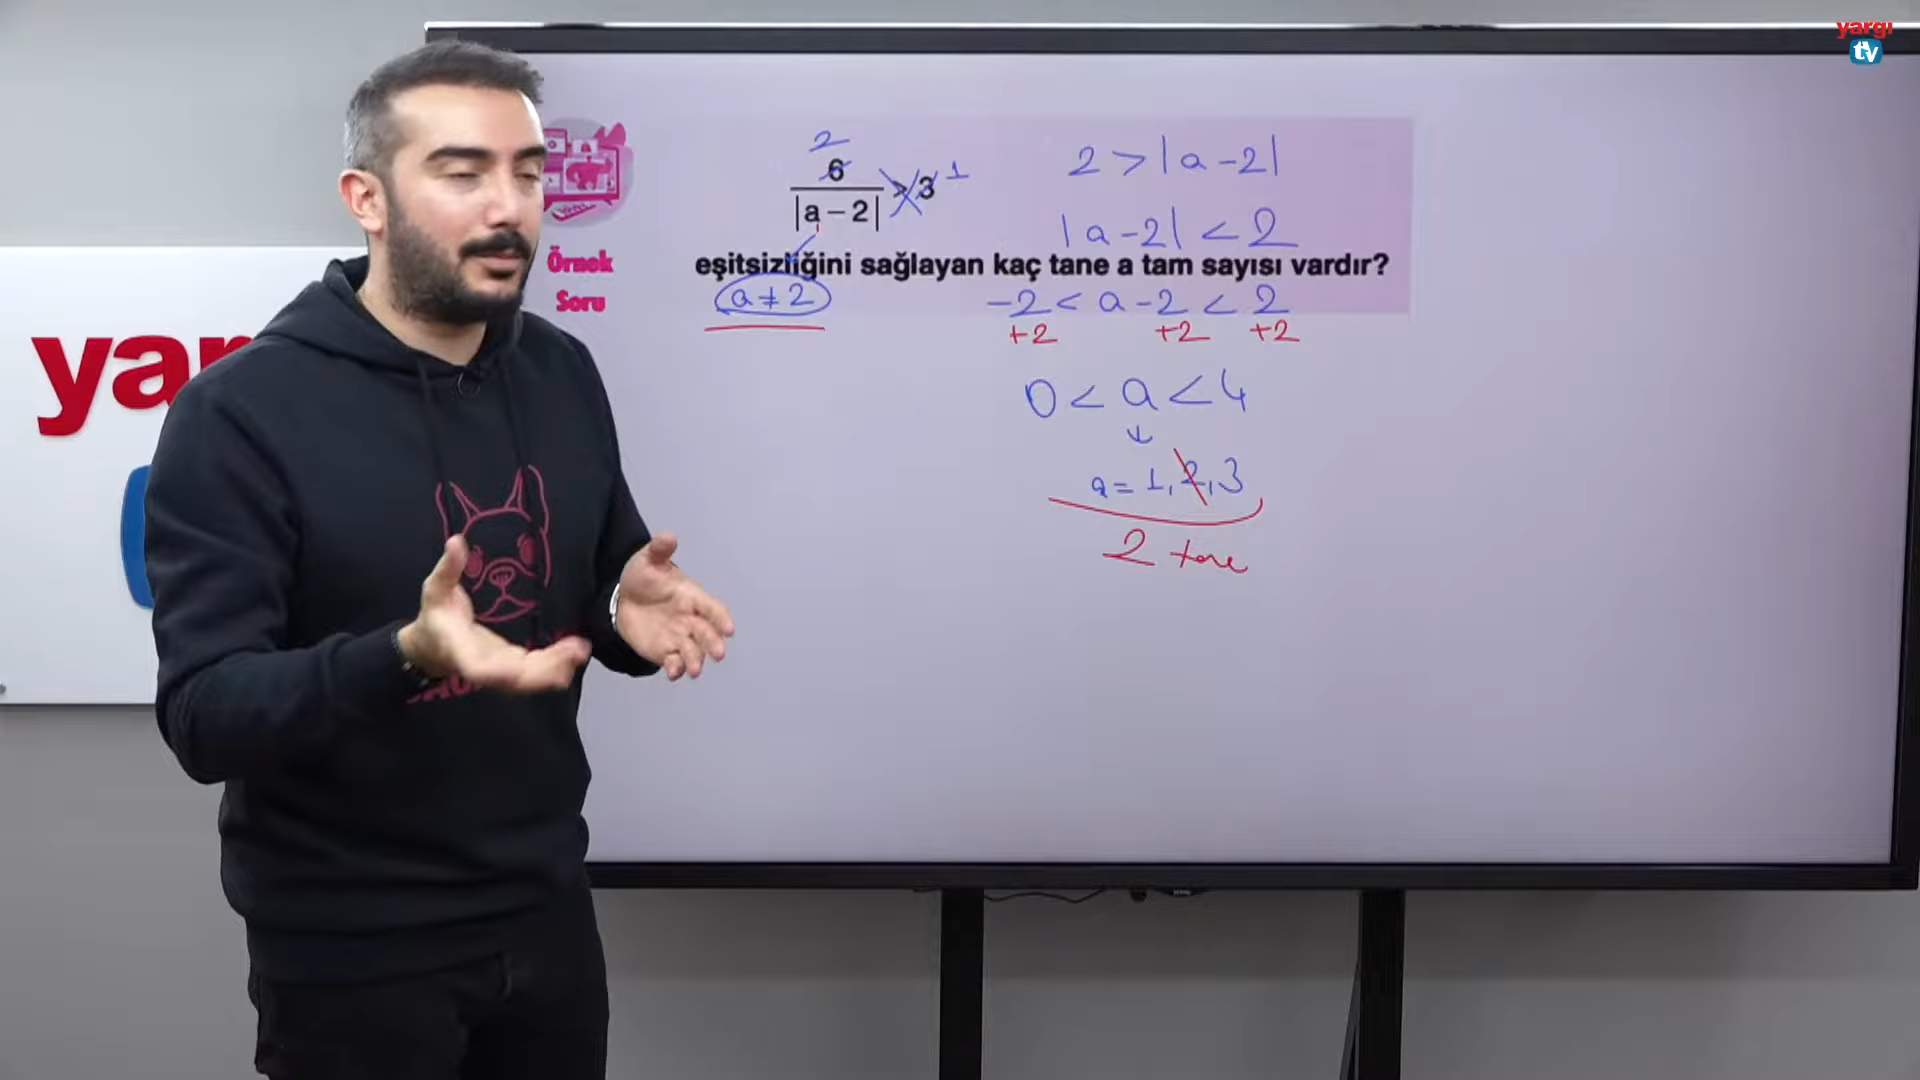 yargı
tv
2
6
|a – 2|
> 3
1
2 > |a - 2|
|a - 2| < 2
Örnek
Soru
eşitsizliğini sağlayan kaç tane a tam sayısı vardır?
a ≠ 2
-2 < a - 2 < 2
+2 +2 +2
0 < a < 4
↓
a = 1, 2, 3
2 tane